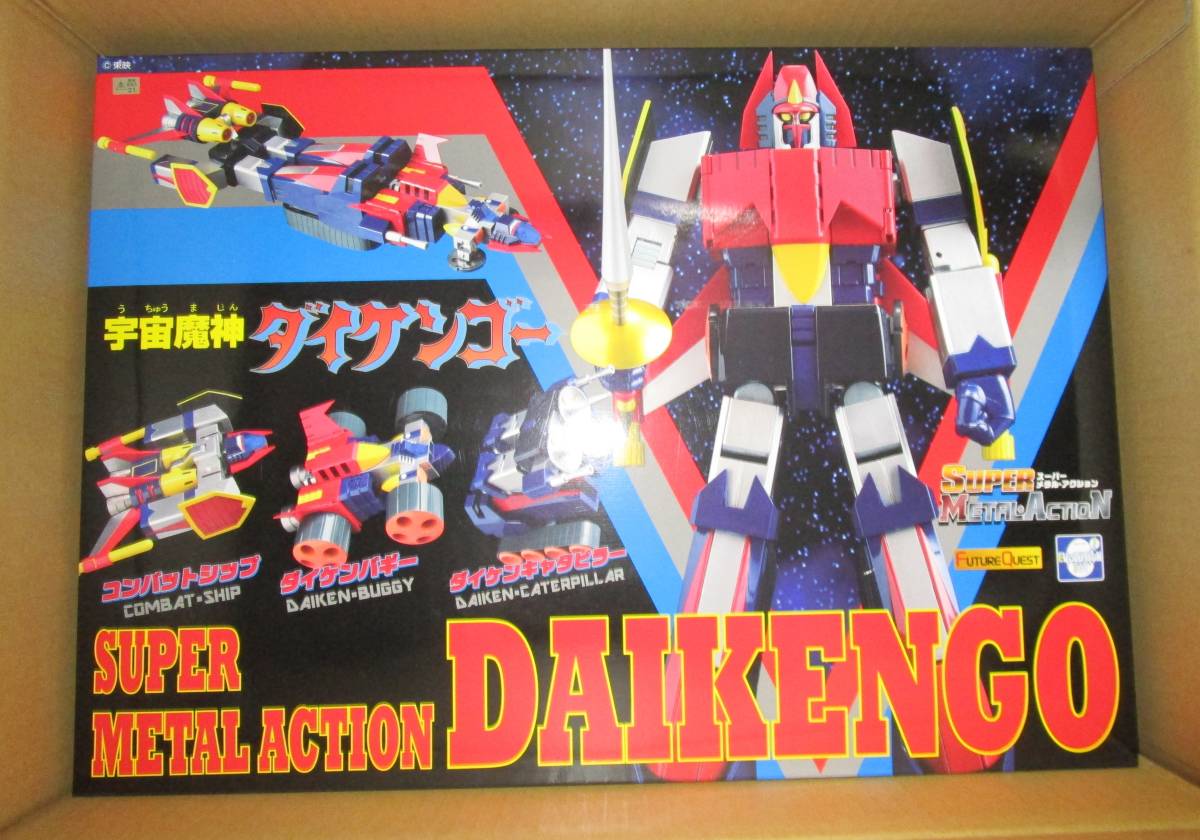 ©東映
うちゅうまじん
宇宙魔神
ダイケンゴー
コンバットシップ
COMBAT・SHIP
ダイケンバギー
DAIKEN・BUGGY
ダイケンキャタピラー
DAIKEN・CATERPILLAR
SUPER
スーパー
メタル・アクション
METAL・ACTION
FUTUREQUEST
SUPER
METAL ACTION
DAIKENGO